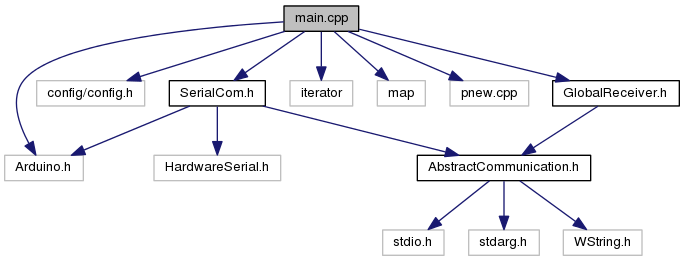 main.cpp
config/config.h
SerialCom.h
iterator
map
pnew.cpp
GlobalReceiver.h
Arduino.h
HardwareSerial.h
AbstractCommunication.h
stdio.h
stdarg.h
WString.h